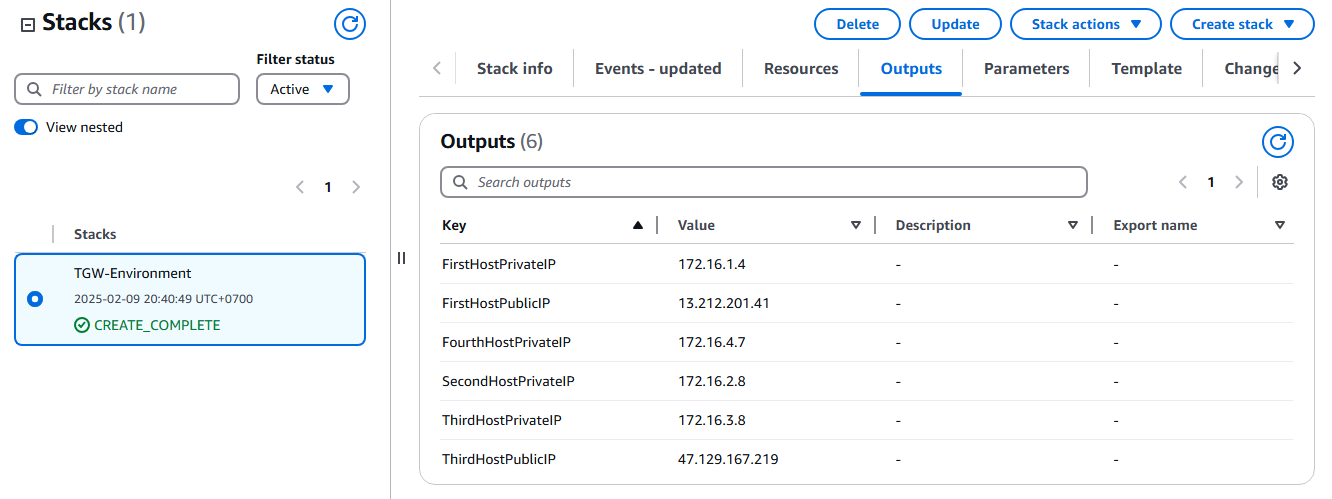 Stacks (1)
Filter status
Filter by stack name
Active
View nested
1
Stacks
TGW-Environment
2025-02-09 20:40:49 UTC+0700
CREATE_COMPLETE
Delete Update Stack actions Create stack
Stack info Events - updated Resources Outputs Parameters Template Change
Outputs (6)
Search outputs
1
Key Value Description Export name
FirstHostPrivateIP 172.16.1.4 - -
FirstHostPublicIP 13.212.201.41 - -
FourthHostPrivateIP 172.16.4.7 - -
SecondHostPrivateIP 172.16.2.8 - -
ThirdHostPrivateIP 172.16.3.8 - -
ThirdHostPublicIP 47.129.167.219 - -